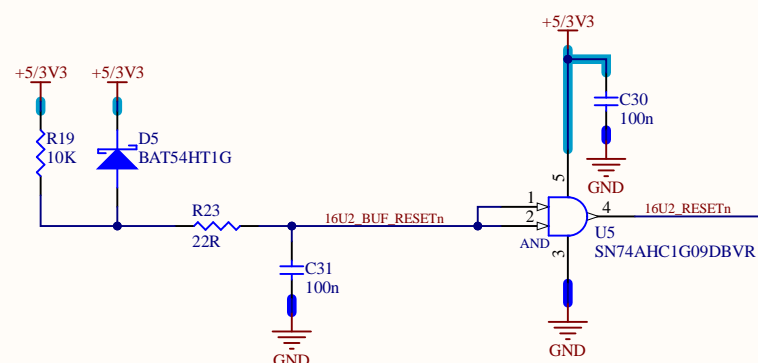 +5/3V3
+5/3V3
+5/3V3
C30
100n
GND
R19
10K
D5
BAT54HT1G
R23
22R
16U2_BUF_RESETn
C31
100n
GND
1
2
AND
5
3
4
16U2_RESETn
U5
SN74AHC1G09DBVR
GND